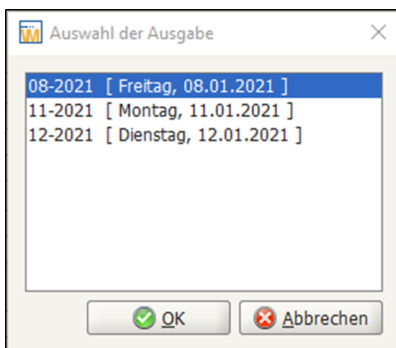 Auswahl der Ausgabe
08-2021 [ Freitag, 08.01.2021 ]
11-2021 [ Montag, 11.01.2021 ]
12-2021 [ Dienstag, 12.01.2021 ]
OK
Abbrechen